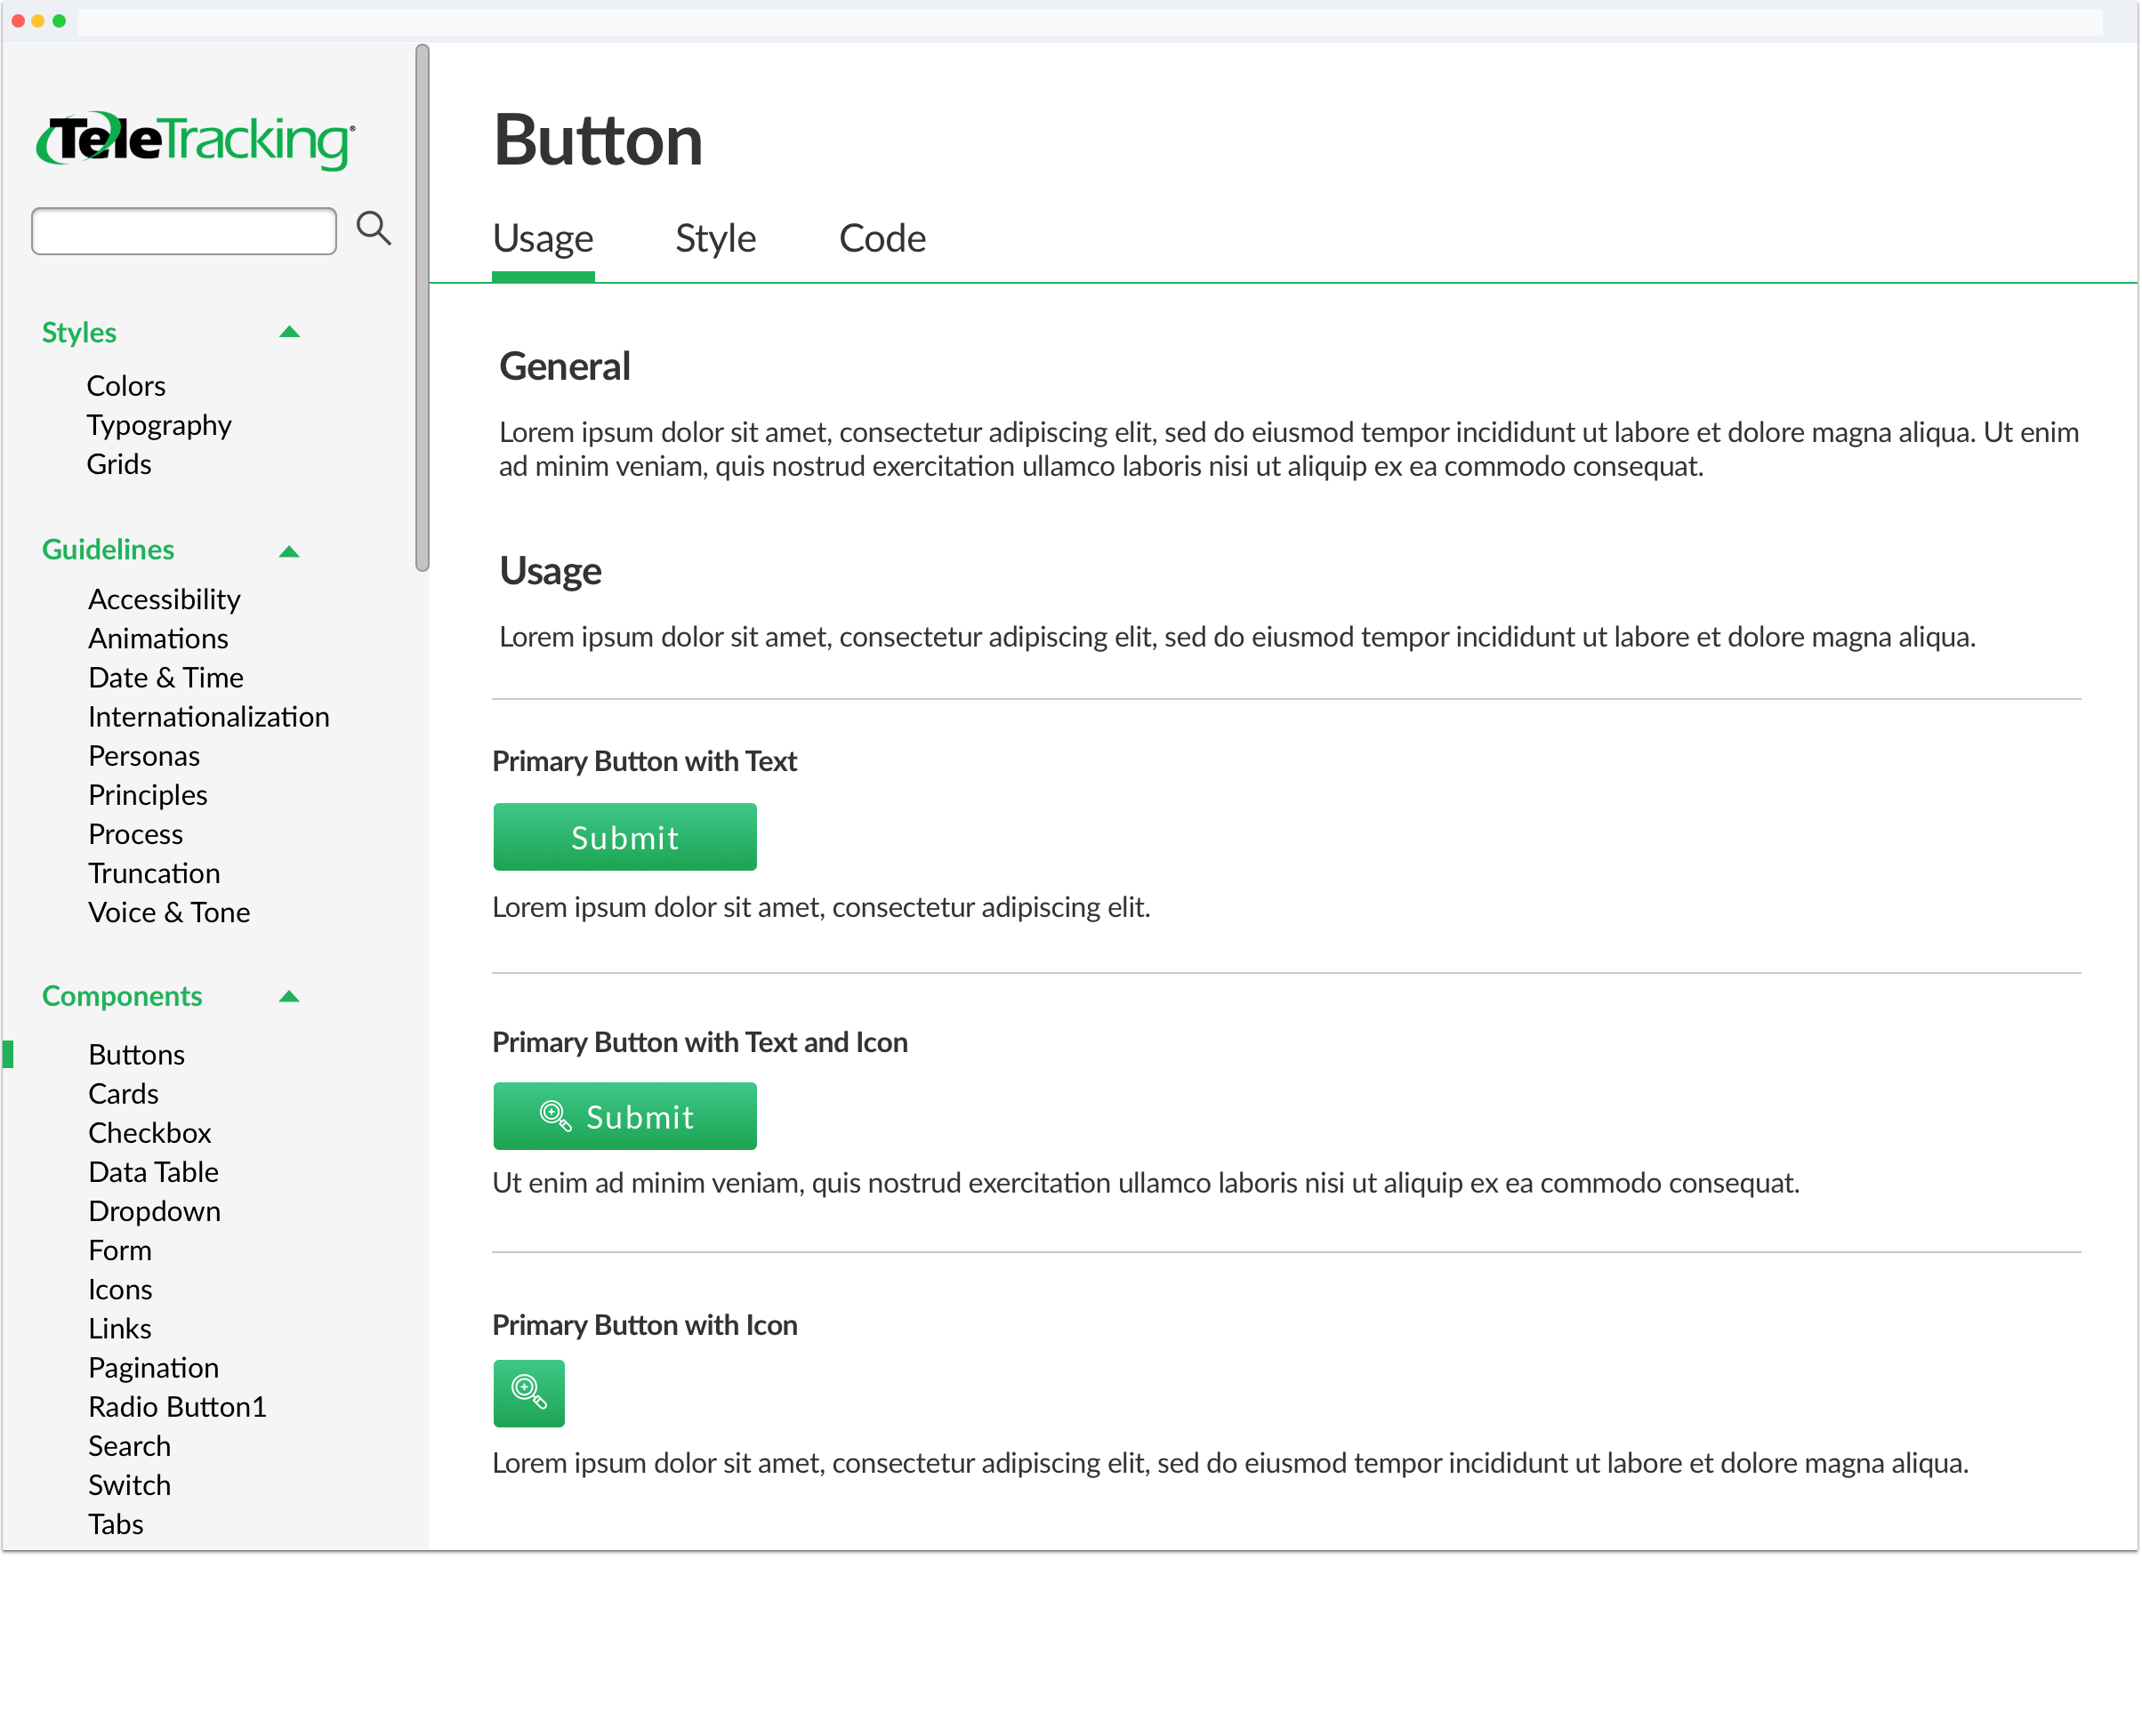 TeleTracking®
Styles
Colors
Typography
Grids
Guidelines
Accessibility
Animations
Date & Time
Internationalization
Personas
Principles
Process
Truncation
Voice & Tone
Components
Buttons
Cards
Checkbox
Data Table
Dropdown
Form
Icons
Links
Pagination
Radio Button1
Search
Switch
Tabs
Button
Usage Style Code
General
Lorem ipsum dolor sit amet, consectetur adipiscing elit, sed do eiusmod tempor incididunt ut labore et dolore magna aliqua. Ut enim
ad minim veniam, quis nostrud exercitation ullamco laboris nisi ut aliquip ex ea commodo consequat.
Usage
Lorem ipsum dolor sit amet, consectetur adipiscing elit, sed do eiusmod tempor incididunt ut labore et dolore magna aliqua.
Primary Button with Text
Submit
Lorem ipsum dolor sit amet, consectetur adipiscing elit.
Primary Button with Text and Icon
Submit
Ut enim ad minim veniam, quis nostrud exercitation ullamco laboris nisi ut aliquip ex ea commodo consequat.
Primary Button with Icon
Lorem ipsum dolor sit amet, consectetur adipiscing elit, sed do eiusmod tempor incididunt ut labore et dolore magna aliqua.